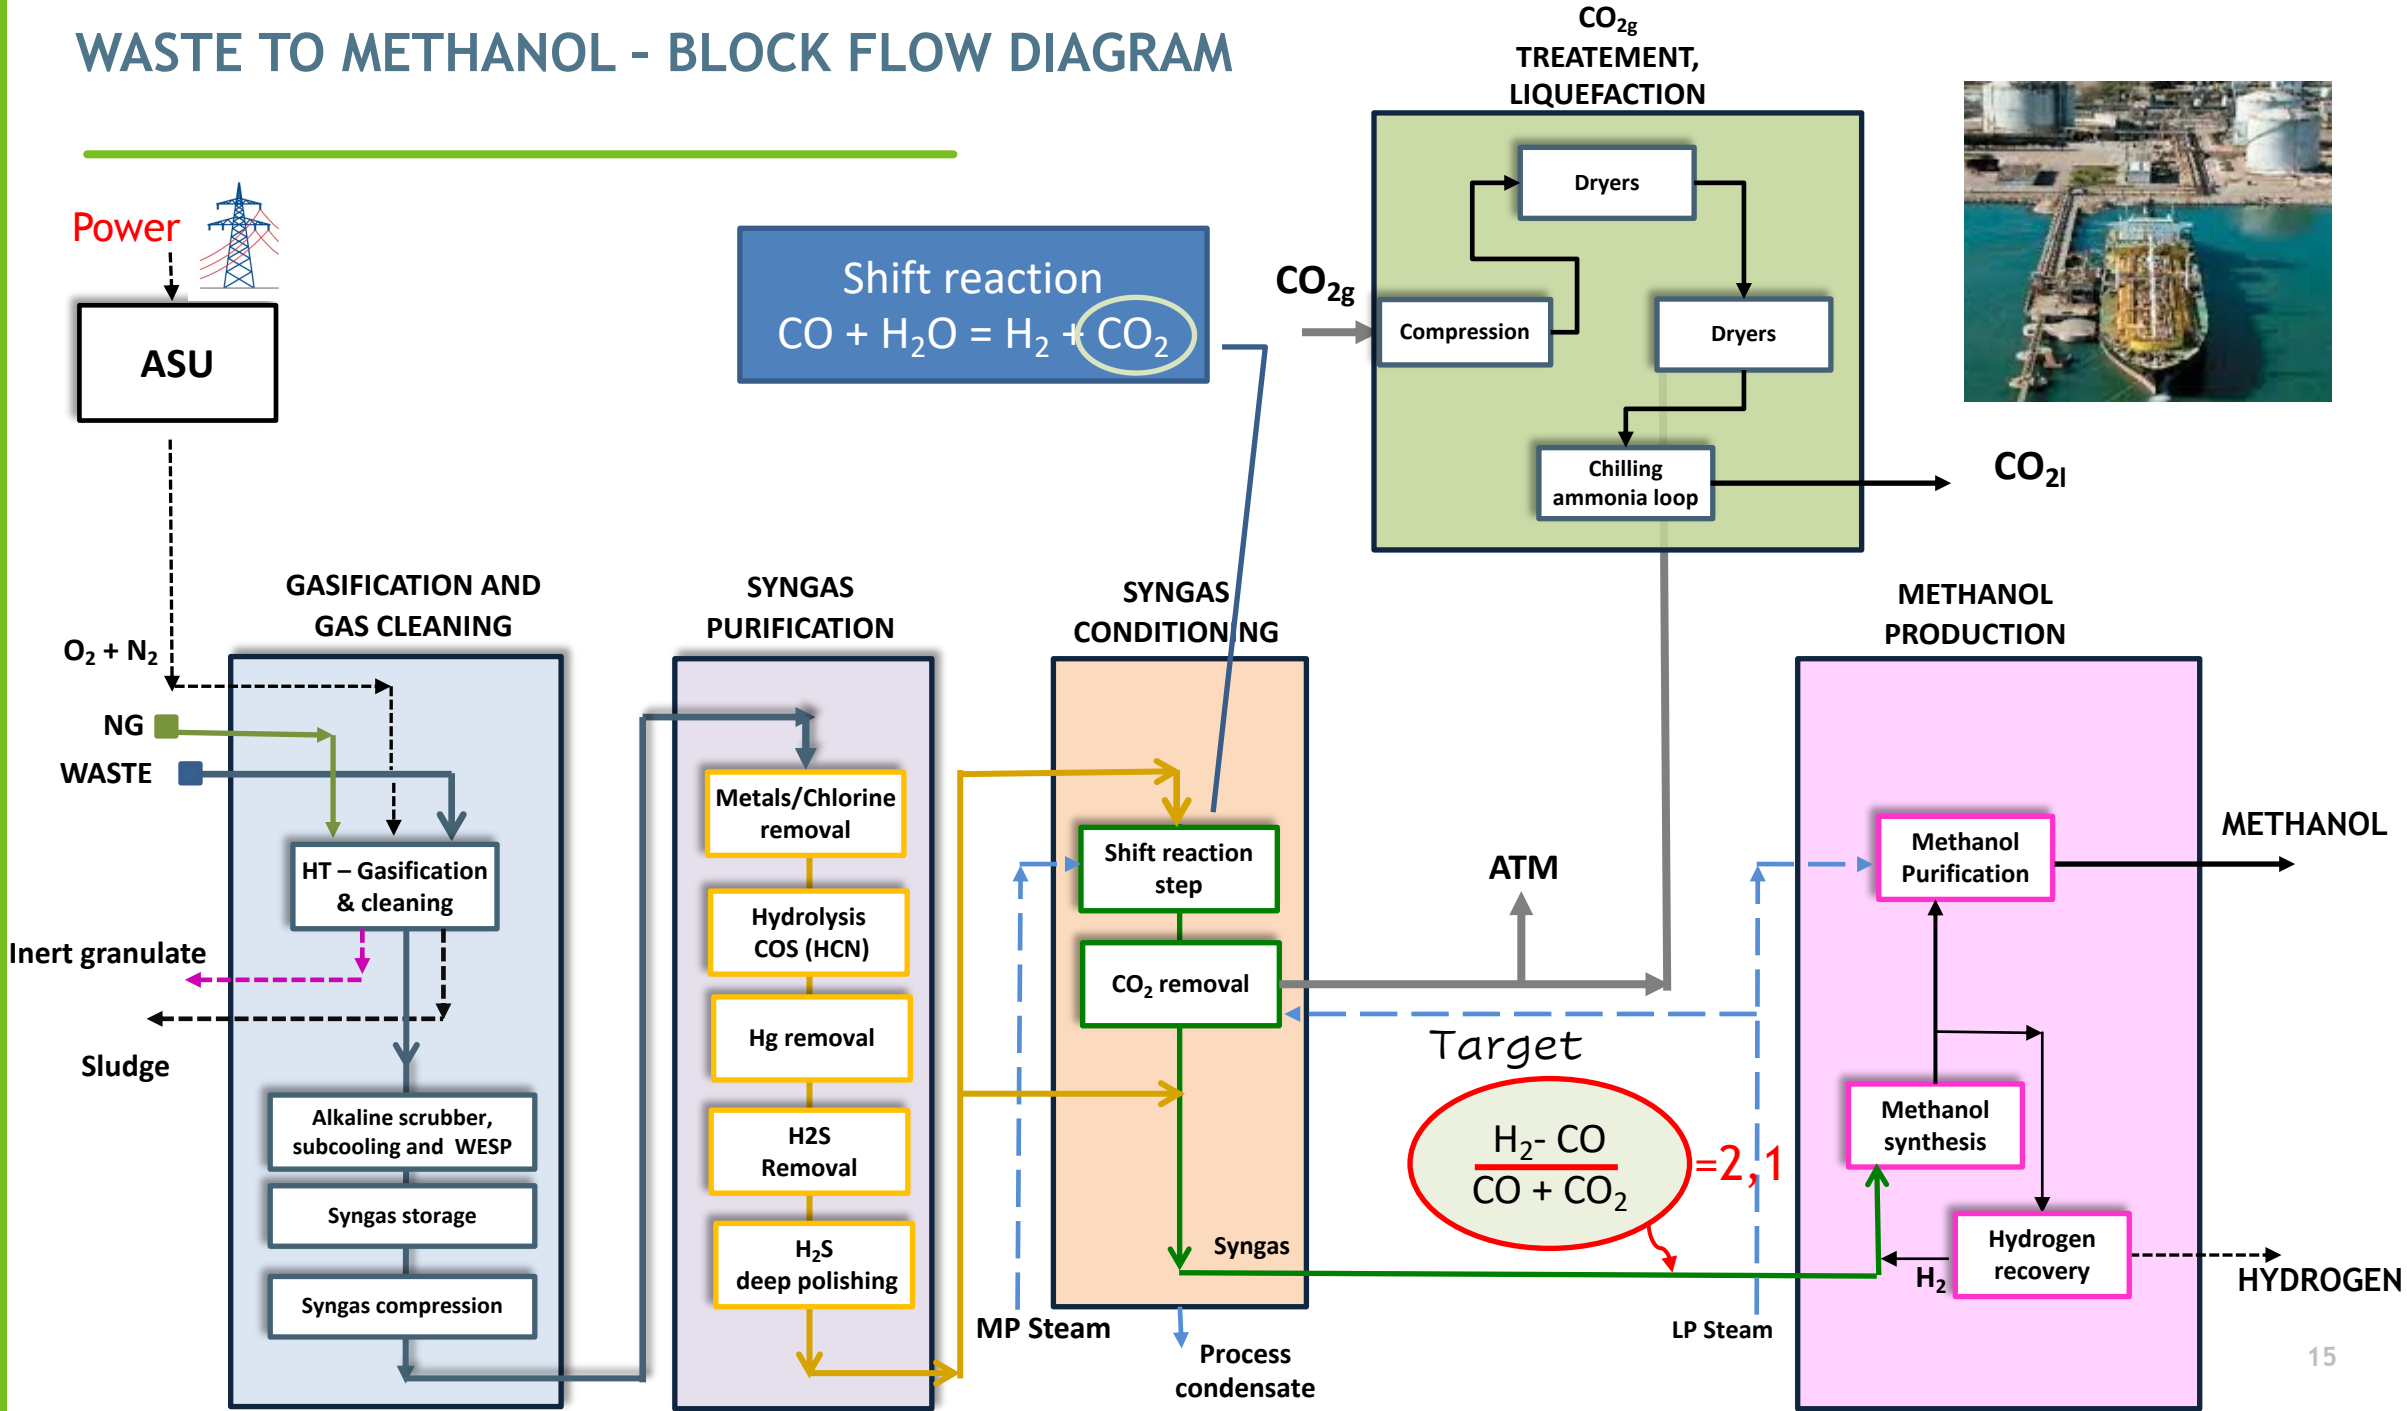 WASTE TO METHANOL - BLOCK FLOW DIAGRAM
CO2g
TREATEMENT,
LIQUEFACTION
Power
ASU
Shift reaction
CO + H2O = H2 + CO2
CO2g
Dryers
Compression
Dryers
Chilling
ammonia loop
CO2l
O2 + N2
NG
WASTE
GASIFICATION AND
GAS CLEANING
HT – Gasification
& cleaning
Inert granulate
Sludge
Alkaline scrubber,
subcooling and WESP
Syngas storage
Syngas compression
SYNGAS
PURIFICATION
Metals/Chlorine
removal
Hydrolysis
COS (HCN)
Hg removal
H2S
Removal
H2S
deep polishing
SYNGAS
CONDITIONING
Shift reaction
step
CO2 removal
Syngas
MP Steam
Process
condensate
ATM
Target
H2- CO
CO + CO2
=2,1
LP Steam
METHANOL
PRODUCTION
Methanol
Purification
METHANOL
Methanol
synthesis
Hydrogen
recovery
H2
HYDROGEN
15